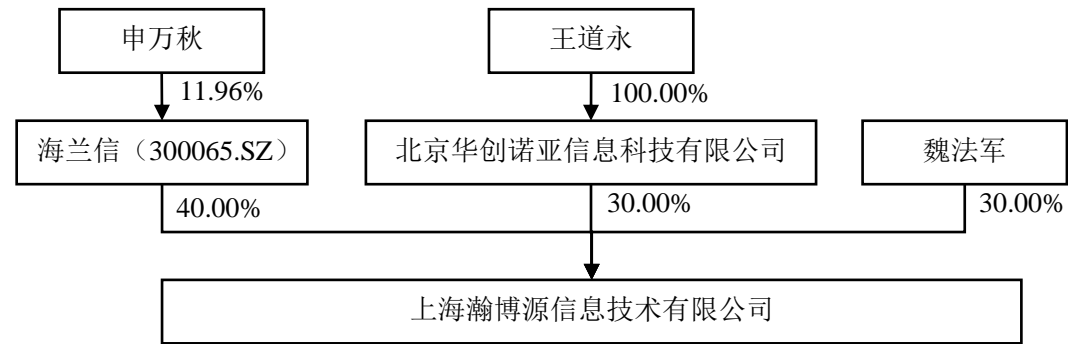 申万秋
王道永
11.96%
100.00%
海兰信（300065.SZ）
北京华创诺亚信息科技有限公司
魏法军
40.00%
30.00%
30.00%
上海瀚博源信息技术有限公司